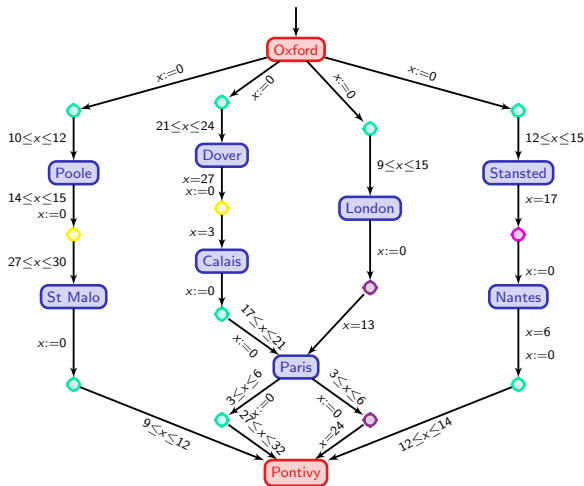 Oxford
x:=0
x:=0
x:=0
x:=0
10≤x≤12
21≤x≤24
9≤x≤15
12≤x≤15
Poole
Dover
London
Stansted
14≤x≤15
x:=0
x=27
x:=0
x=17
27≤x≤30
x=3
x:=0
x:=0
St Malo
Calais
Nantes
x:=0
x:=0
17≤x≤21
x:=0
x=13
x=6
x:=0
Paris
3≤x≤6
x:=0
3≤x≤6
x:=0
9≤x≤12
27≤x≤32
x=24
12≤x≤14
Pontivy